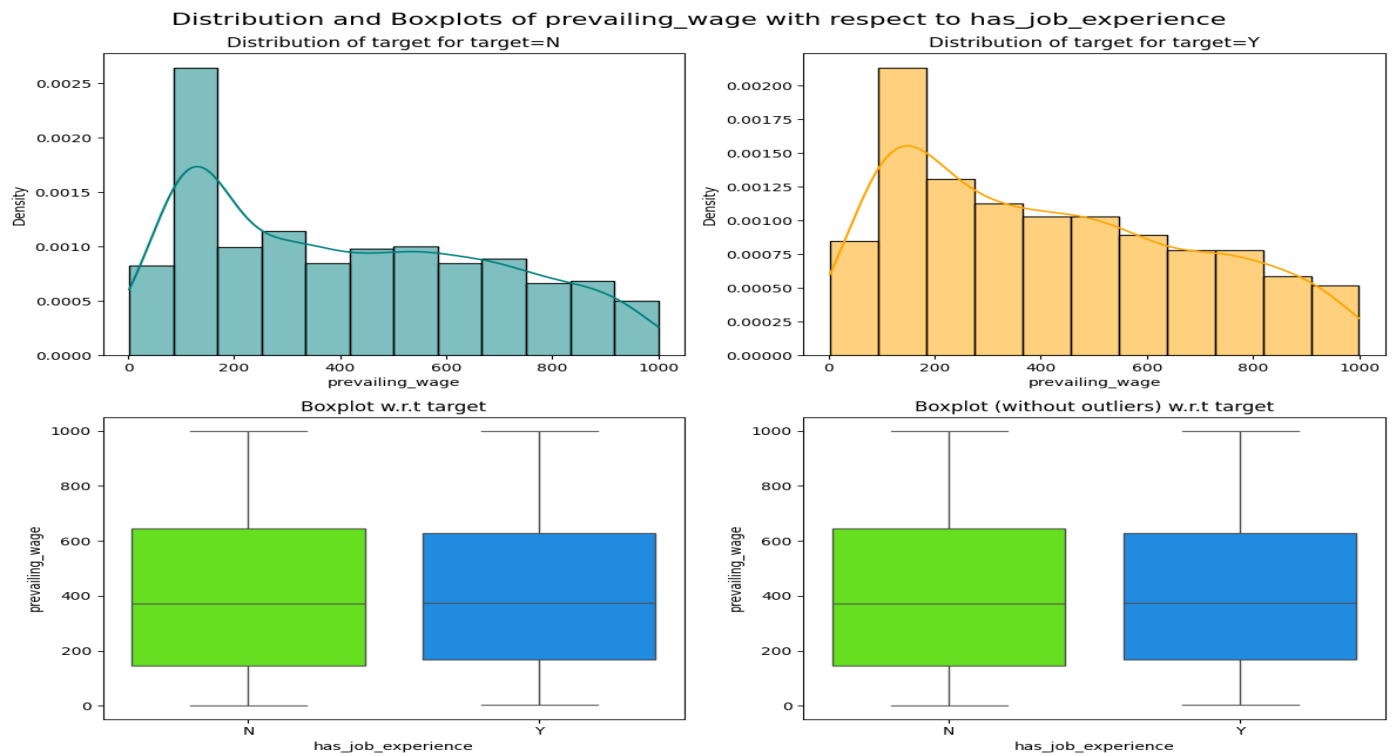 Distribution and Boxplots of prevailing_wage with respect to has_job_experience
Distribution of target for target=N
0.0025
0.0020
0.0015
0.0010
0.0005
0.0000
Density
0 200 400 600 800 1000
prevailing_wage
Distribution of target for target=Y
0.00200
0.00175
0.00150
0.00125
0.00100
0.00075
0.00050
0.00025
0.00000
Density
0 200 400 600 800 1000
prevailing_wage
Boxplot w.r.t target
1000
800
600
400
200
0
prevailing_wage
N Y
has_job_experience
Boxplot (without outliers) w.r.t target
1000
800
600
400
200
0
prevailing_wage
N Y
has_job_experience